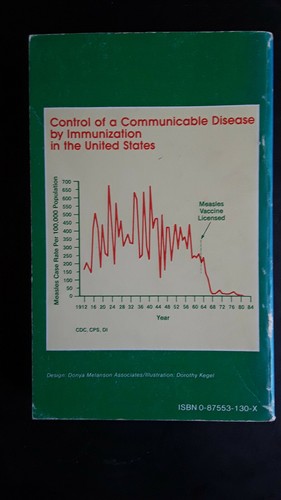 Control of a Communicable Disease
by Immunization
in the United States
Measles Case Rate Per 100,000 Population
700
650
600
550
500
450
400
350
300
250
200
150
100
50
0
Measles
Vaccine
Licensed
1912 16 20 24 28 32 36 40 44 48 52 56 60 64 68 72 76 80 84
Year
CDC, CPS, DI
Design: Donya Melanson Associates/Illustration: Dorothy Kegel
ISBN 0-87553-130-X